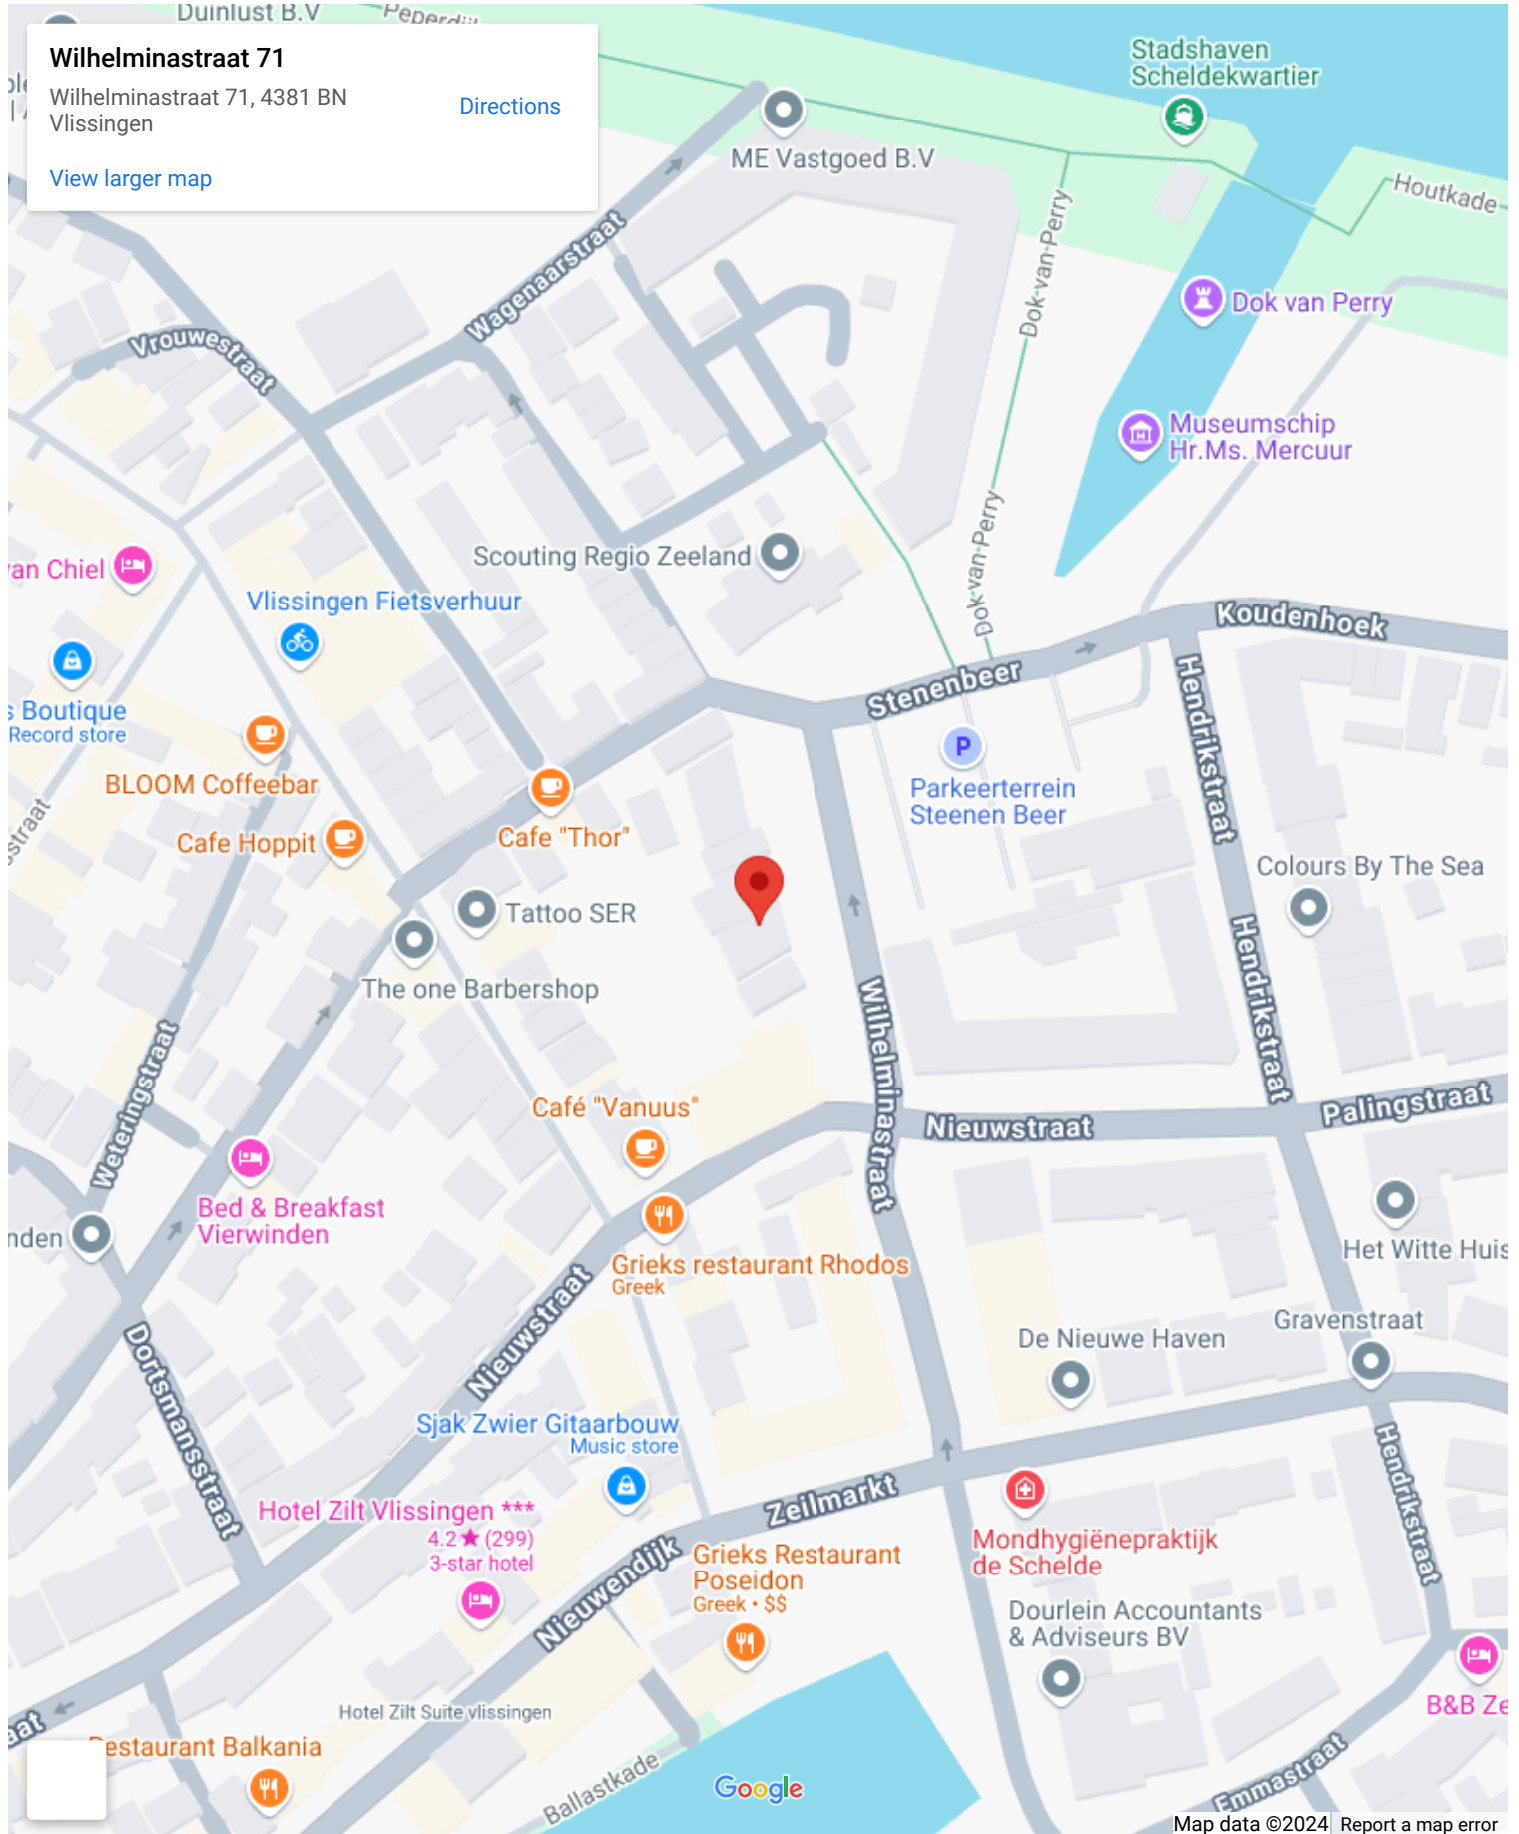 Duinlust B.V
Peperdij
Wilhelminastraat 71
Wilhelminastraat 71, 4381 BN
Vlissingen
Directions
View larger map
Stadshaven
Scheldekwartier
ME Vastgoed B.V
Houtkade
Wagenaarstraat
Dok-van-Perry
Dok van Perry
Vrouwestraat
Museumschip
Hr.Ms. Mercuur
Scouting Regio Zeeland
Dok-van-Perry
van Chiel
Vlissingen Fietsverhuur
Koudenhoek
Stenenbeer
Hendrikstraat
s Boutique
Record store
P
BLOOM Coffeebar
Parkeerterrein
Steenen Beer
sstraat
Cafe Hoppit
Cafe "Thor"
Colours By The Sea
Tattoo SER
The one Barbershop
Wilhelminastraat
Hendrikstraat
Weteringstraat
Café "Vanuus"
Nieuwstraat
Palingstraat
Bed & Breakfast
Vierwinden
nden
Het Witte Huis
Grieks restaurant Rhodos
Greek
Nieuwstraat
Gravenstraat
De Nieuwe Haven
Dortsmansstraat
Sjak Zwier Gitaarbouw
Music store
Hendrikstraat
Hotel Zilt Vlissingen ***
4.2★ (299)
3-star hotel
Zeilmarkt
Nieuwendijk
Grieks Restaurant
Poseidon
Greek • $$
Mondhygiënepraktijk
de Schelde
Dourlein Accountants
& Adviseurs BV
Hotel Zilt Suite vlissingen
B&B Ze
aat
Restaurant Balkania
Ballastkade
Google
Emmastraat
Map data ©2024
Report a map error